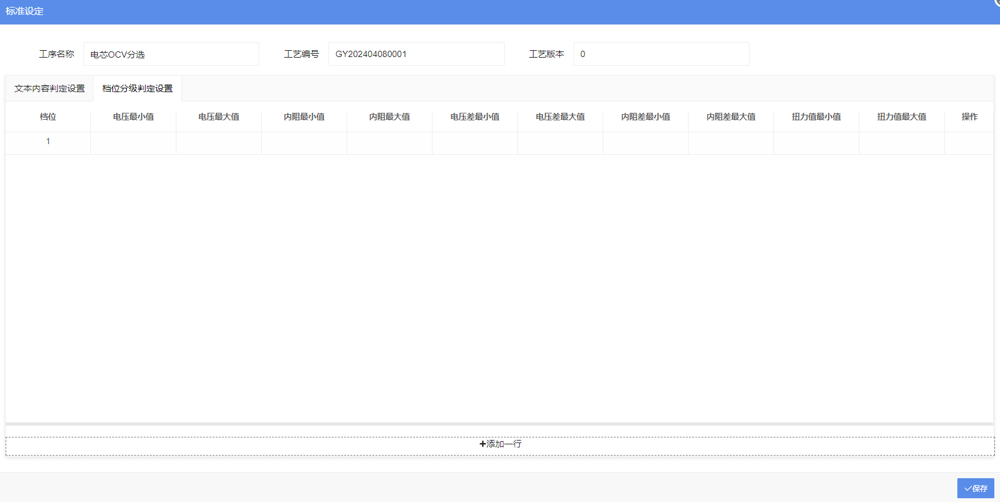 标准设定
工序名称 电芯OCV分选 工艺编号 GY202404080001 工艺版本 0
文本内容判定设置 档位分级判定设置
档位 电压最小值 电压最大值 内阻最小值 内阻最大值 电压差最小值 电压差最大值 内阻差最小值 内阻差最大值 扭力值最小值 扭力值最大值 操作
1
+添加一行
保存